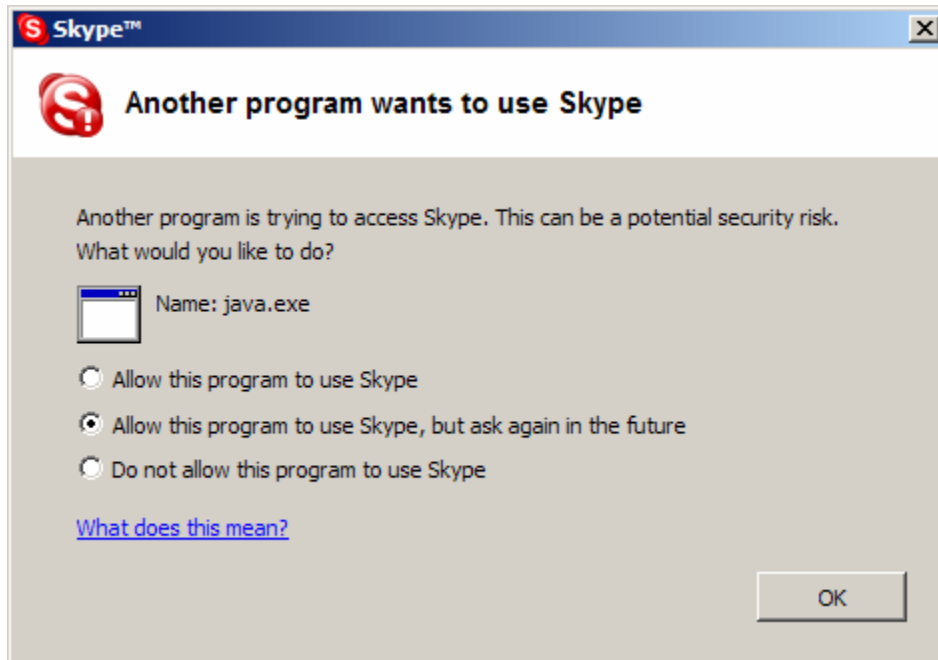 Skype™
Another program wants to use Skype
Another program is trying to access Skype. This can be a potential security risk.
What would you like to do?
Name: java.exe
Allow this program to use Skype
Allow this program to use Skype, but ask again in the future
Do not allow this program to use Skype
What does this mean?
OK